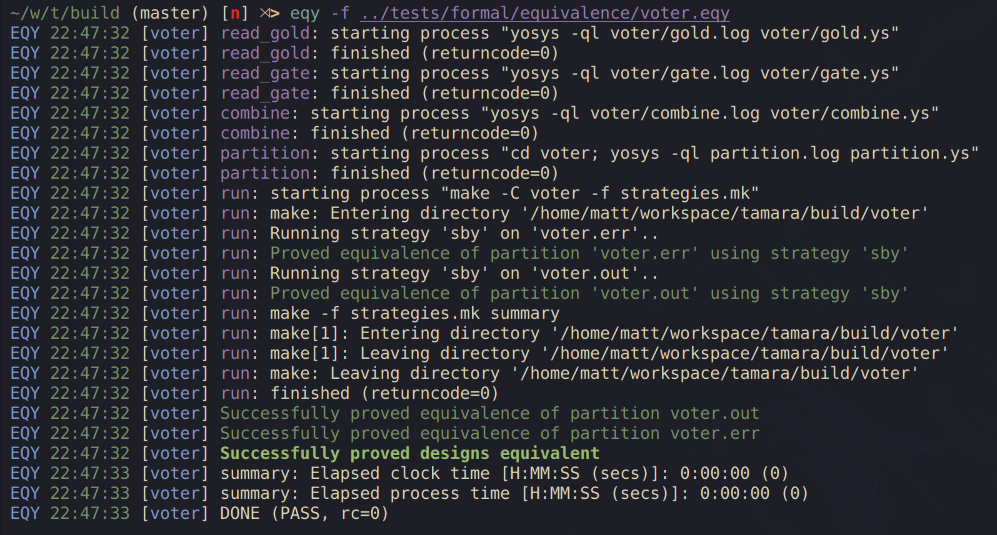 ~/w/t/build (master) [n] ⤨> eqy -f ../tests/formal/equivalence/voter.eqy
EQY 22:47:32 [voter] read_gold: starting process "yosys -ql voter/gold.log voter/gold.ys"
EQY 22:47:32 [voter] read_gold: finished (returncode=0)
EQY 22:47:32 [voter] read_gate: starting process "yosys -ql voter/gate.log voter/gate.ys"
EQY 22:47:32 [voter] read_gate: finished (returncode=0)
EQY 22:47:32 [voter] combine: starting process "yosys -ql voter/combine.log voter/combine.ys"
EQY 22:47:32 [voter] combine: finished (returncode=0)
EQY 22:47:32 [voter] partition: starting process "cd voter; yosys -ql partition.log partition.ys"
EQY 22:47:32 [voter] partition: finished (returncode=0)
EQY 22:47:32 [voter] run: starting process "make -C voter -f strategies.mk"
EQY 22:47:32 [voter] run: make: Entering directory '/home/matt/workspace/tamara/build/voter'
EQY 22:47:32 [voter] run: Running strategy 'sby' on 'voter.err'..
EQY 22:47:32 [voter] run: Proved equivalence of partition 'voter.err' using strategy 'sby'
EQY 22:47:32 [voter] run: Running strategy 'sby' on 'voter.out'..
EQY 22:47:32 [voter] run: Proved equivalence of partition 'voter.out' using strategy 'sby'
EQY 22:47:32 [voter] run: make -f strategies.mk summary
EQY 22:47:32 [voter] run: make[1]: Entering directory '/home/matt/workspace/tamara/build/voter'
EQY 22:47:32 [voter] run: make[1]: Leaving directory '/home/matt/workspace/tamara/build/voter'
EQY 22:47:32 [voter] run: make: Leaving directory '/home/matt/workspace/tamara/build/voter'
EQY 22:47:32 [voter] run: finished (returncode=0)
EQY 22:47:32 [voter] Successfully proved equivalence of partition voter.out
EQY 22:47:32 [voter] Successfully proved equivalence of partition voter.err
EQY 22:47:32 [voter] Successfully proved designs equivalent
EQY 22:47:33 [voter] summary: Elapsed clock time [H:MM:SS (secs)]: 0:00:00 (0)
EQY 22:47:33 [voter] summary: Elapsed process time [H:MM:SS (secs)]: 0:00:00 (0)
EQY 22:47:33 [voter] DONE (PASS, rc=0)